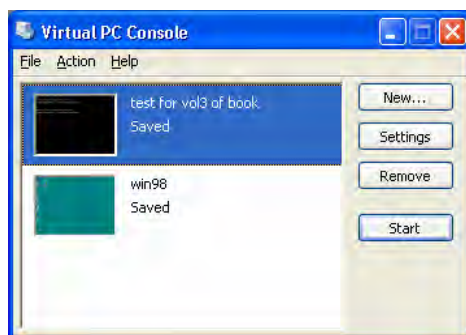 Virtual PC Console
File Action Help
test for vol3 of book
Saved
New...
Settings
win98
Saved
Remove
Start